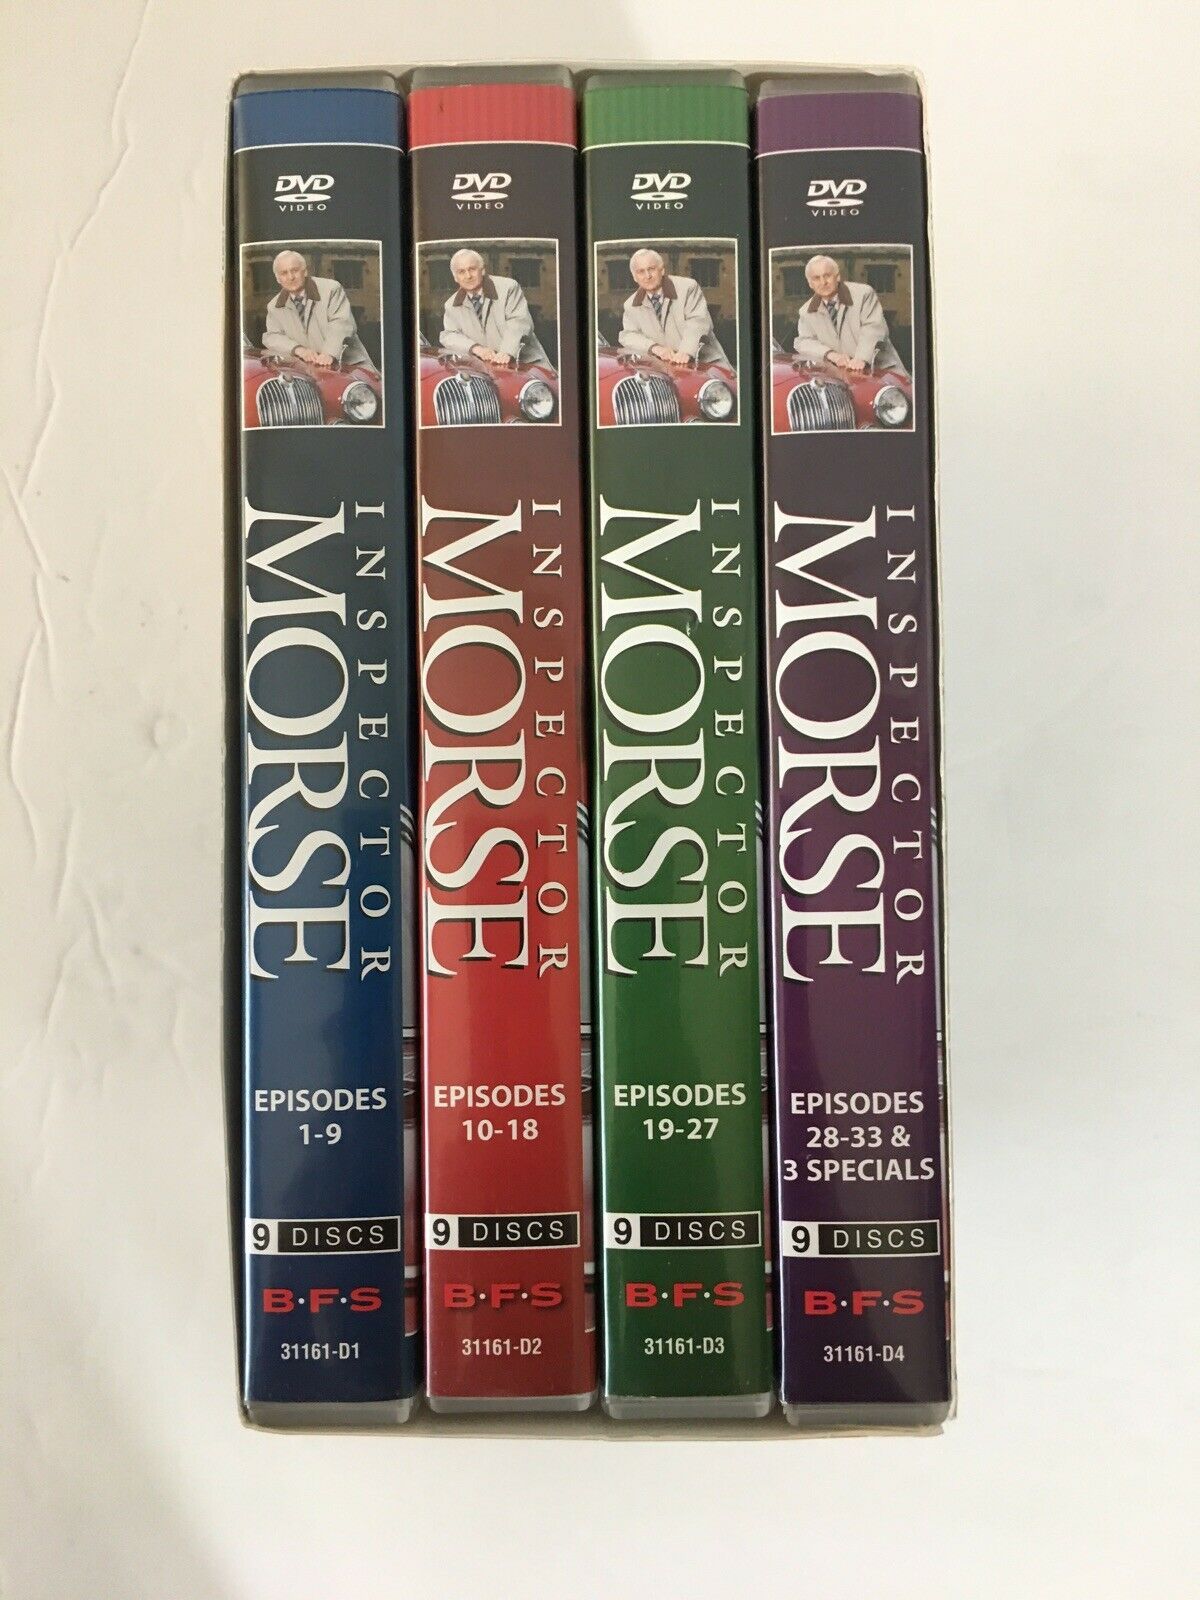 DVD
VIDEO
INSPECTOR
MORSE
EPISODES
1-9
9 DISCS
B·F·S
31161-D1
DVD
VIDEO
INSPECTOR
MORSE
EPISODES
10-18
9 DISCS
B·F·S
31161-D2
DVD
VIDEO
INSPECTOR
MORSE
EPISODES
19-27
9 DISCS
B·F·S
31161-D3
DVD
VIDEO
INSPECTOR
MORSE
EPISODES
28-33 &
3 SPECIALS
9 DISCS
B·F·S
31161-D4